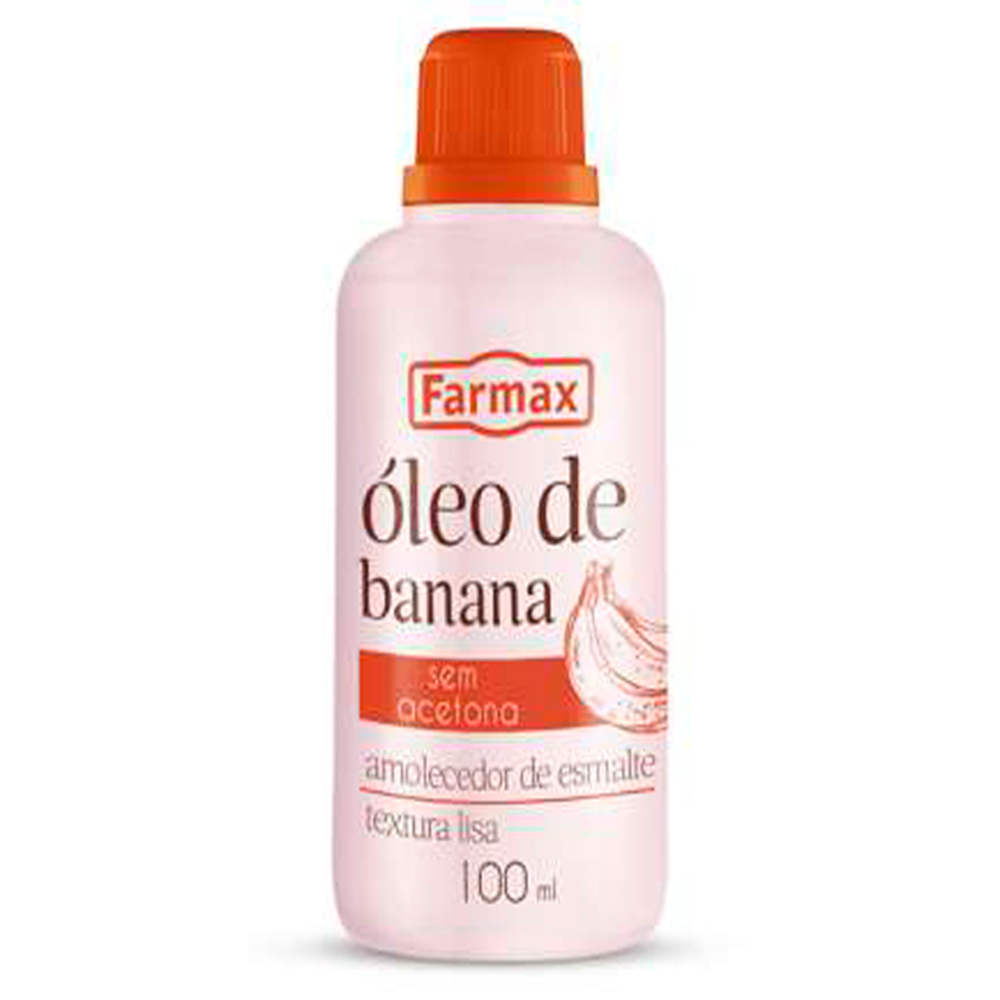 Farmax
óleo de
banana
sem
acetona
amolecedor de esmalte
textura lisa
100 ml